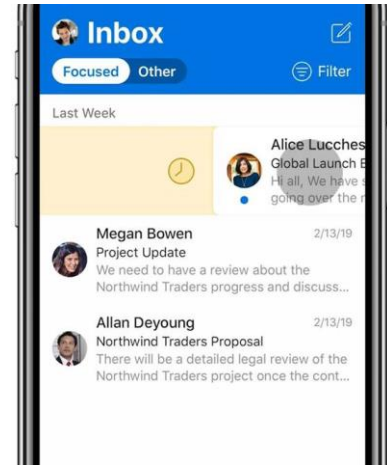 Inbox
Focused Other
Filter
Last Week
Alice Lucches
Global Launch E
Hi all, We have s
going over the r
Megan Bowen 2/13/19
Project Update
We need to have a review about the
Northwind Traders progress and discuss...
Allan Deyoung 2/13/19
Northwind Traders Proposal
There will be a detailed legal review of the
Northwind Traders project once the cont...